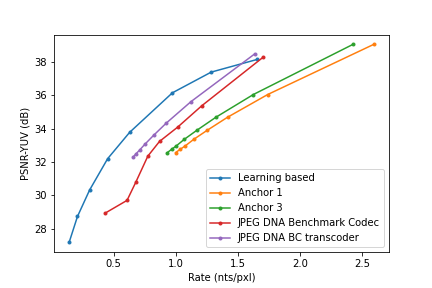 38
36
34
32
30
28
PSNR-YUV (dB)
Learning based
Anchor 1
Anchor 3
JPEG DNA Benchmark Codec
JPEG DNA BC transcoder
0.5 1.0 1.5 2.0 2.5
Rate (nts/pxl)